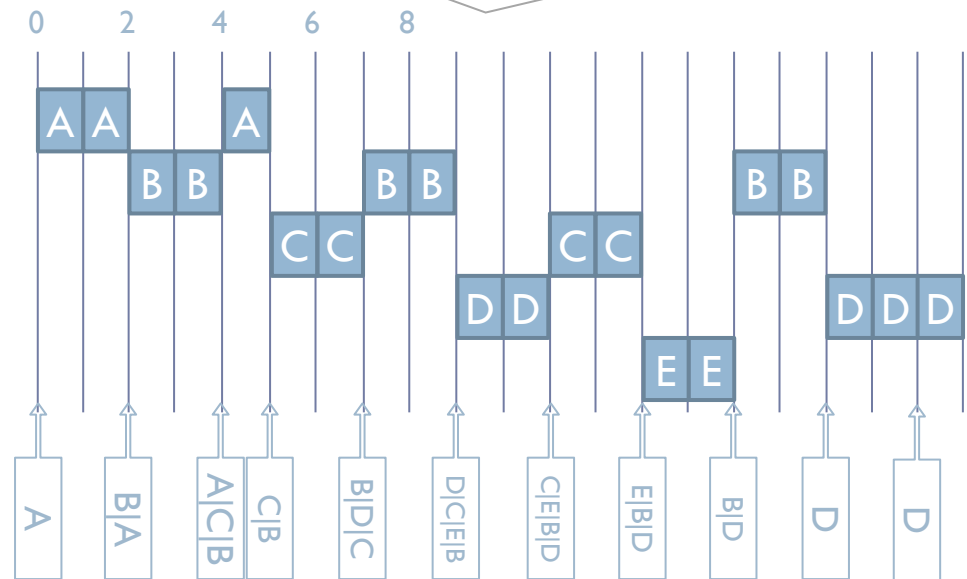 0 2 4 6 8
A A A
B B B B B B
C C C C
D D D D D
E E
A
B|A
A|C|B
C|B
B|D|C
D|C|E|B
C|E|B|D
E|B|D
B|D
D
D